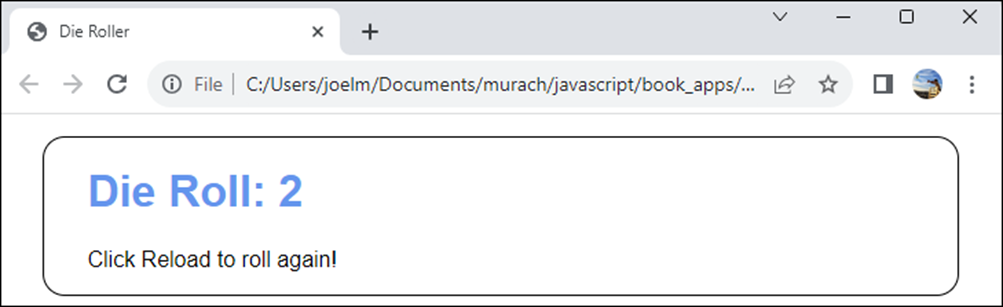 Die Roller
File C:/Users/joelm/Documents/murach/javascript/book_apps/...
Die Roll: 2
Click Reload to roll again!